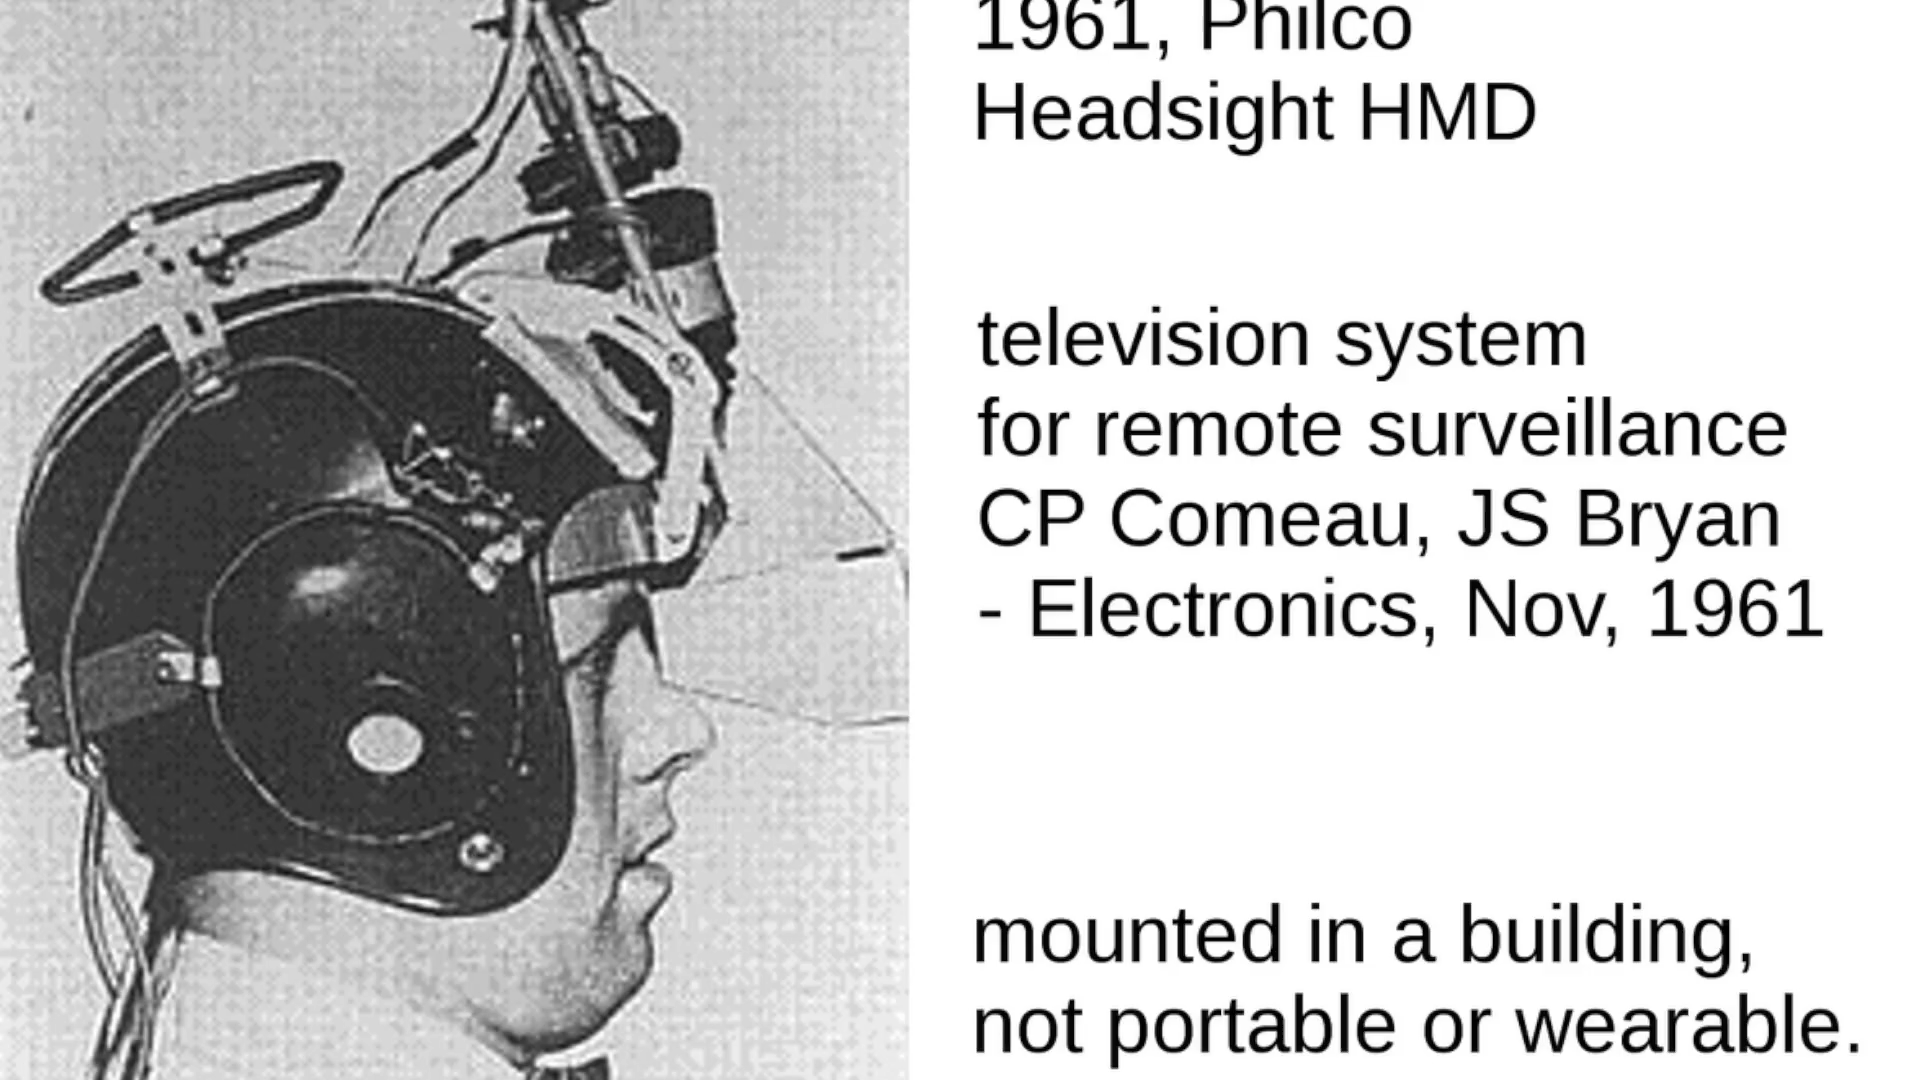 1961, Philco
Headsight HMD
television system
for remote surveillance
CP Comeau, JS Bryan
- Electronics, Nov, 1961
mounted in a building,
not portable or wearable.